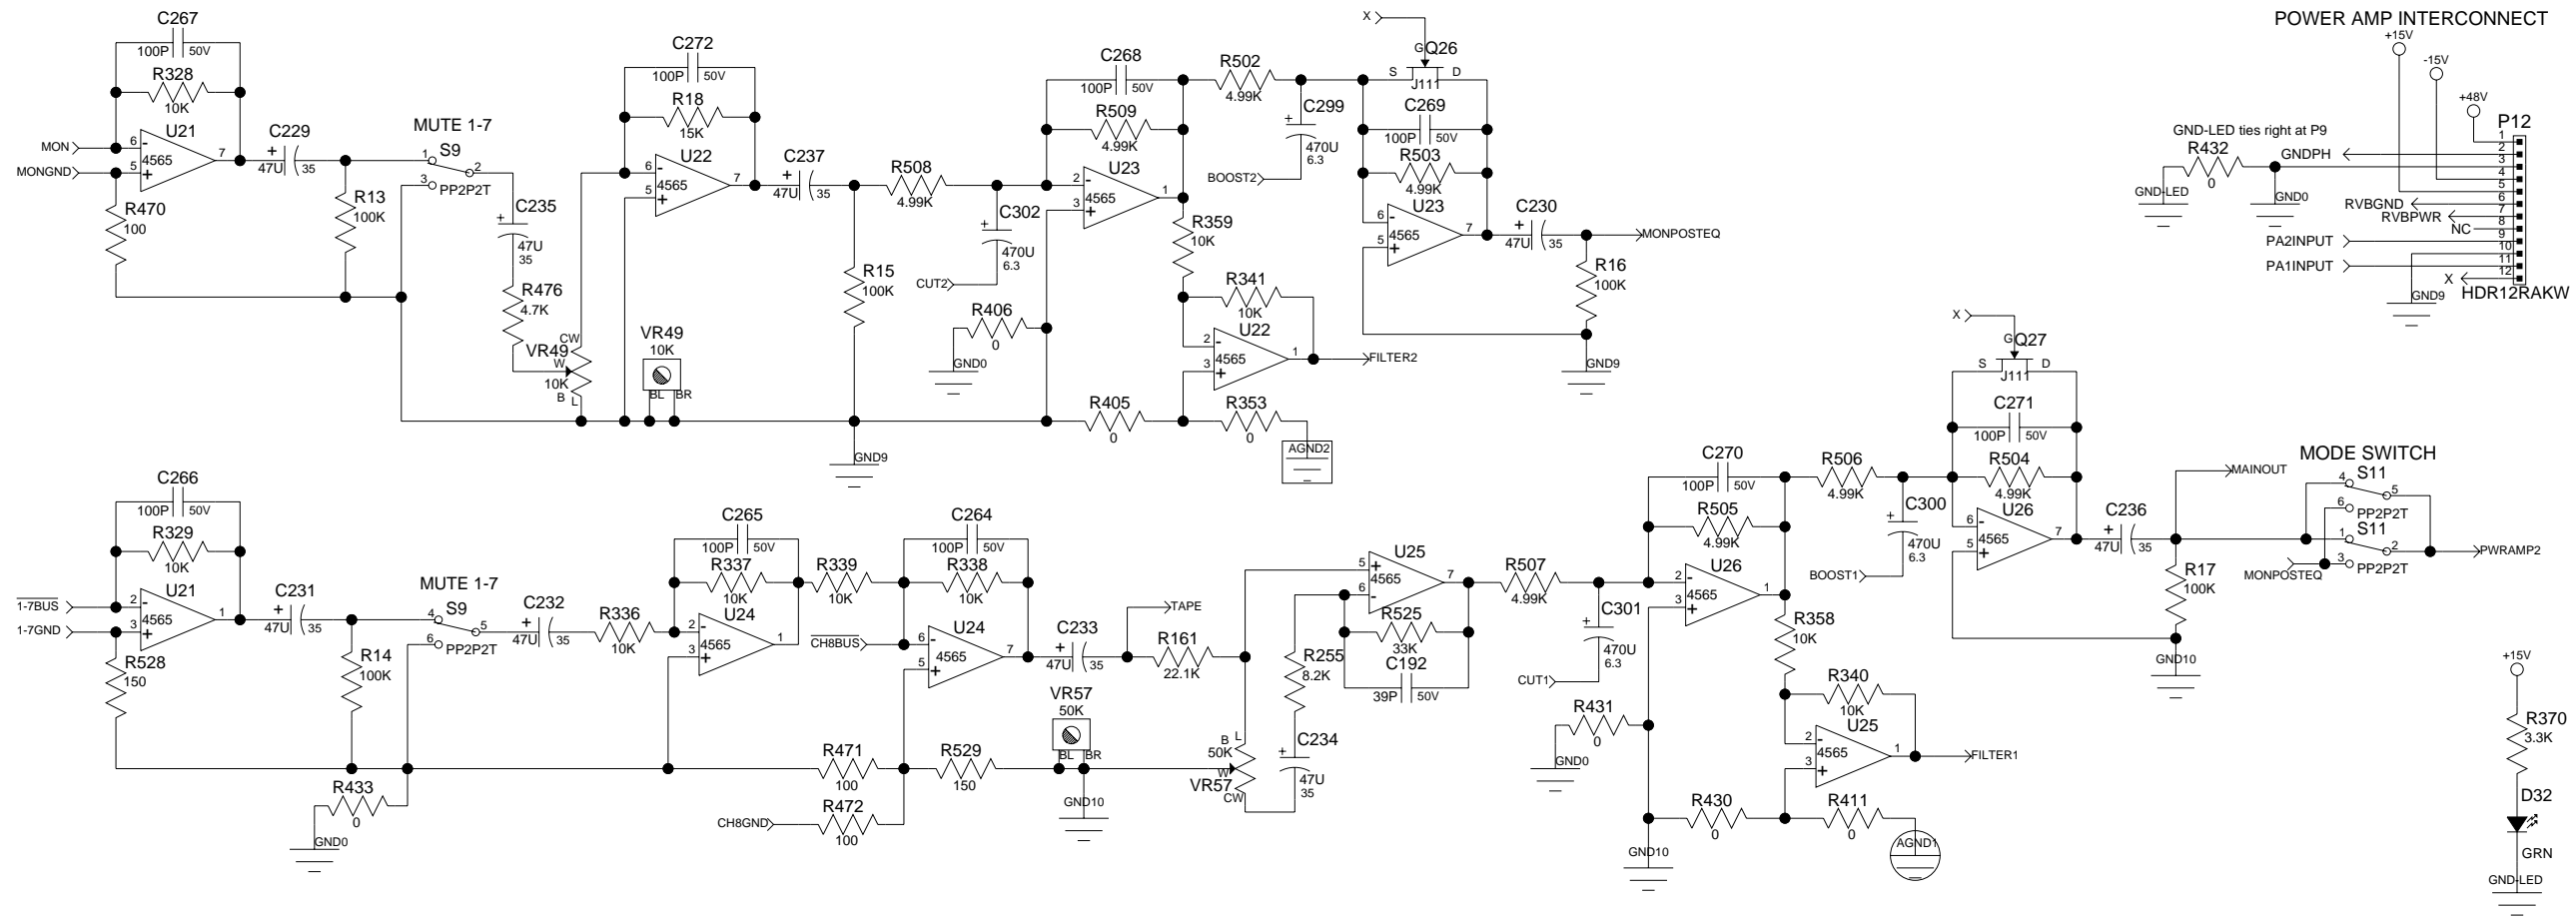 C267
100P 50V
R328
10K
MON
MONGND
U21
6
5
7
-
4565
+
R470
100
C229
+
47U 35
R13
100K
MUTE 1-7
S9
1
2
3
PP2P2T
+ C235
47U
35
R476
4.7K
CW
VR49
W
10K
B L
C272
100P 50V
R18
15K
U22
6
5
7
-
4565
+
VR49
10K
BL BR
C237
+
47U 35
R15
100K
GND9
R508
4.99K
+ C302
470U
6.3
CUT2
R406
0
GND0
C268
100P 50V
R509
4.99K
U23
2
3
1
-
4565
+
R359
10K
R341
10K
U22
2
3
1
-
4565
+
FILTER2
R405
0
R353
0
AGND2
R502
4.99K
+ C299
470U
6.3
BOOST2
X
G Q26
S D
J111
C269
100P 50V
R503
4.99K
U23
6
5
7
-
4565
+
C230
+
47U 35
MONPOSTEQ
R16
100K
GND9
POWER AMP INTERCONNECT
+15V
-15V
+48V
P12
GND-LED ties right at P9
R432
0
GND-LED
GND0
GNDPH
RVBGND
RVBPWR
NC
PA2INPUT
PA1INPUT
X
1
2
3
4
5
6
7
8
9
10
11
12
HDR12RAKW
GND9
C266
100P 50V
R329
10K
1-7BUS
1-7GND
U21
2
3
1
-
4565
+
R528
150
C231
+
47U 35
R14
100K
MUTE 1-7
S9
4
5
6
PP2P2T
R433
0
GND0
C232
+
47U 35
R336
10K
C265
100P 50V
R337
10K
U24
2
3
1
-
4565
+
R339
10K
CH8BUS
C264
100P 50V
R338
10K
U24
6
5
7
-
4565
+
R471
100
R472
100
CH8GND
R529
150
C233
+
47U 35
TAPE
R161
22.1K
VR57
50K
BL BR
GND10
B L
50K
W
VR57
CW
R255
8.2K
+ C234
47U
35
U25
5
6
7
+
4565
-
R525
33K
C192
39P 50V
R507
4.99K
+ C301
470U
6.3
CUT1
R431
0
GND0
GND10
C270
100P 50V
R505
4.99K
U26
2
3
1
-
4565
+
R358
10K
R340
10K
U25
2
3
1
-
4565
+
FILTER1
R430
0
R411
0
AGND1
R506
4.99K
+ C300
470U
6.3
BOOST1
X
G Q27
S D
J111
C271
100P 50V
R504
4.99K
U26
6
5
7
-
4565
+
C236
+
47U 35
R17
100K
GND10
MAINOUT
MODE SWITCH
S11
4
5
6
PP2P2T
S11
1
2
3
PP2P2T
MONPOSTEQ
PWRAMP2
+15V
R370
3.3K
D32
GRN
GND-LED